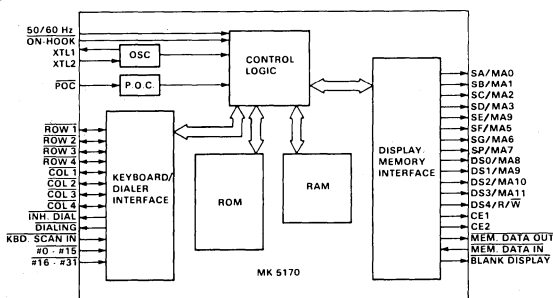 50/60 Hz
ON-HOOK
XTL1
XTL2
POC
OSC
P.O.C.
CONTROL
LOGIC
ROW 1
ROW 2
ROW 3
ROW 4
COL 1
COL 2
COL 3
COL 4
INH. DIAL
DIALING
KBD. SCAN IN
#0 - #15
#16 - #31
KEYBOARD/
DIALER
INTERFACE
ROM
RAM
MK 5170
DISPLAY.
MEMORY
INTERFACE
SA/MA0
SB/MA1
SC/MA2
SD/MA3
SE/MA9
SF/MA5
SG/MA6
SP/MA7
DS0/MA8
DS1/MA9
DS2/MA10
DS3/MA11
DS4/R/W
CE1
CE2
MEM. DATA OUT
MEM. DATA IN
BLANK DISPLAY